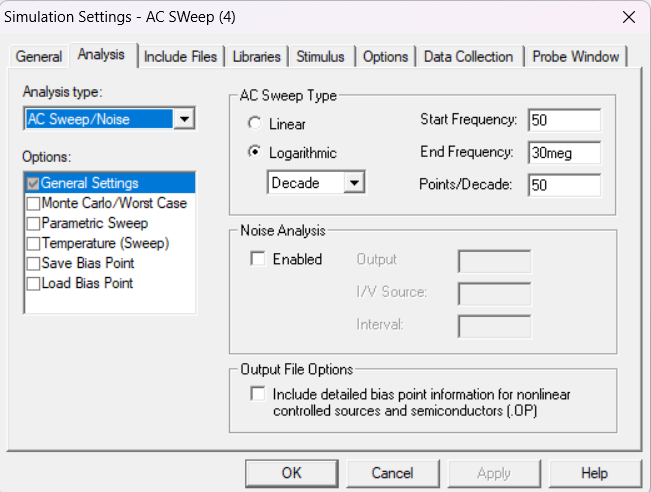 Simulation Settings - AC SWeep (4)
General Analysis Include Files Libraries Stimulus Options Data Collection Probe Window
Analysis type:
AC Sweep/Noise
Options:
General Settings
Monte Carlo/Worst Case
Parametric Sweep
Temperature (Sweep)
Save Bias Point
Load Bias Point
AC Sweep Type
Linear
Logarithmic
Decade
Start Frequency: 50
End Frequency: 30meg
Points/Decade: 50
Noise Analysis
Enabled
Output
I/V Source:
Interval:
Output File Options
Include detailed bias point information for nonlinear
controlled sources and semiconductors (.OP)
OK Cancel Apply Help